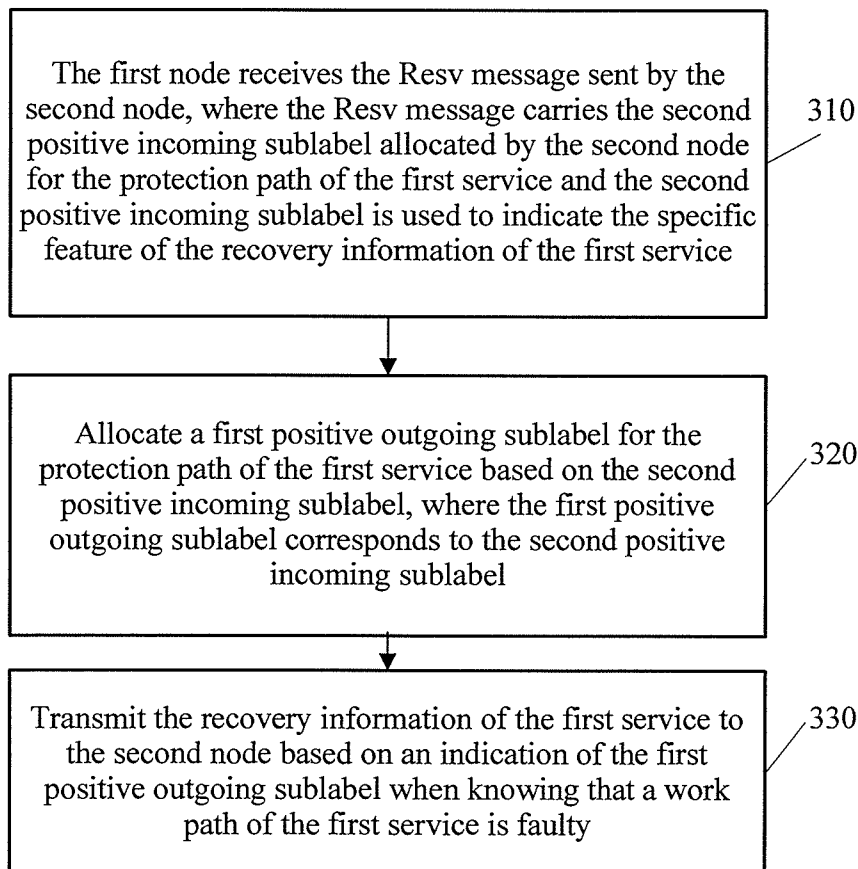 The first node receives the Resv message sent by the
second node, where the Resv message carries the second
positive incoming sublabel allocated by the second node
for the protection path of the first service and the second
positive incoming sublabel is used to indicate the specific
feature of the recovery information of the first service
310
Allocate a first positive outgoing sublabel for the
protection path of the first service based on the second
positive incoming sublabel, where the first positive
outgoing sublabel corresponds to the second positive
incoming sublabel
320
Transmit the recovery information of the first service to
the second node based on an indication of the first
positive outgoing sublabel when knowing that a work
path of the first service is faulty
330